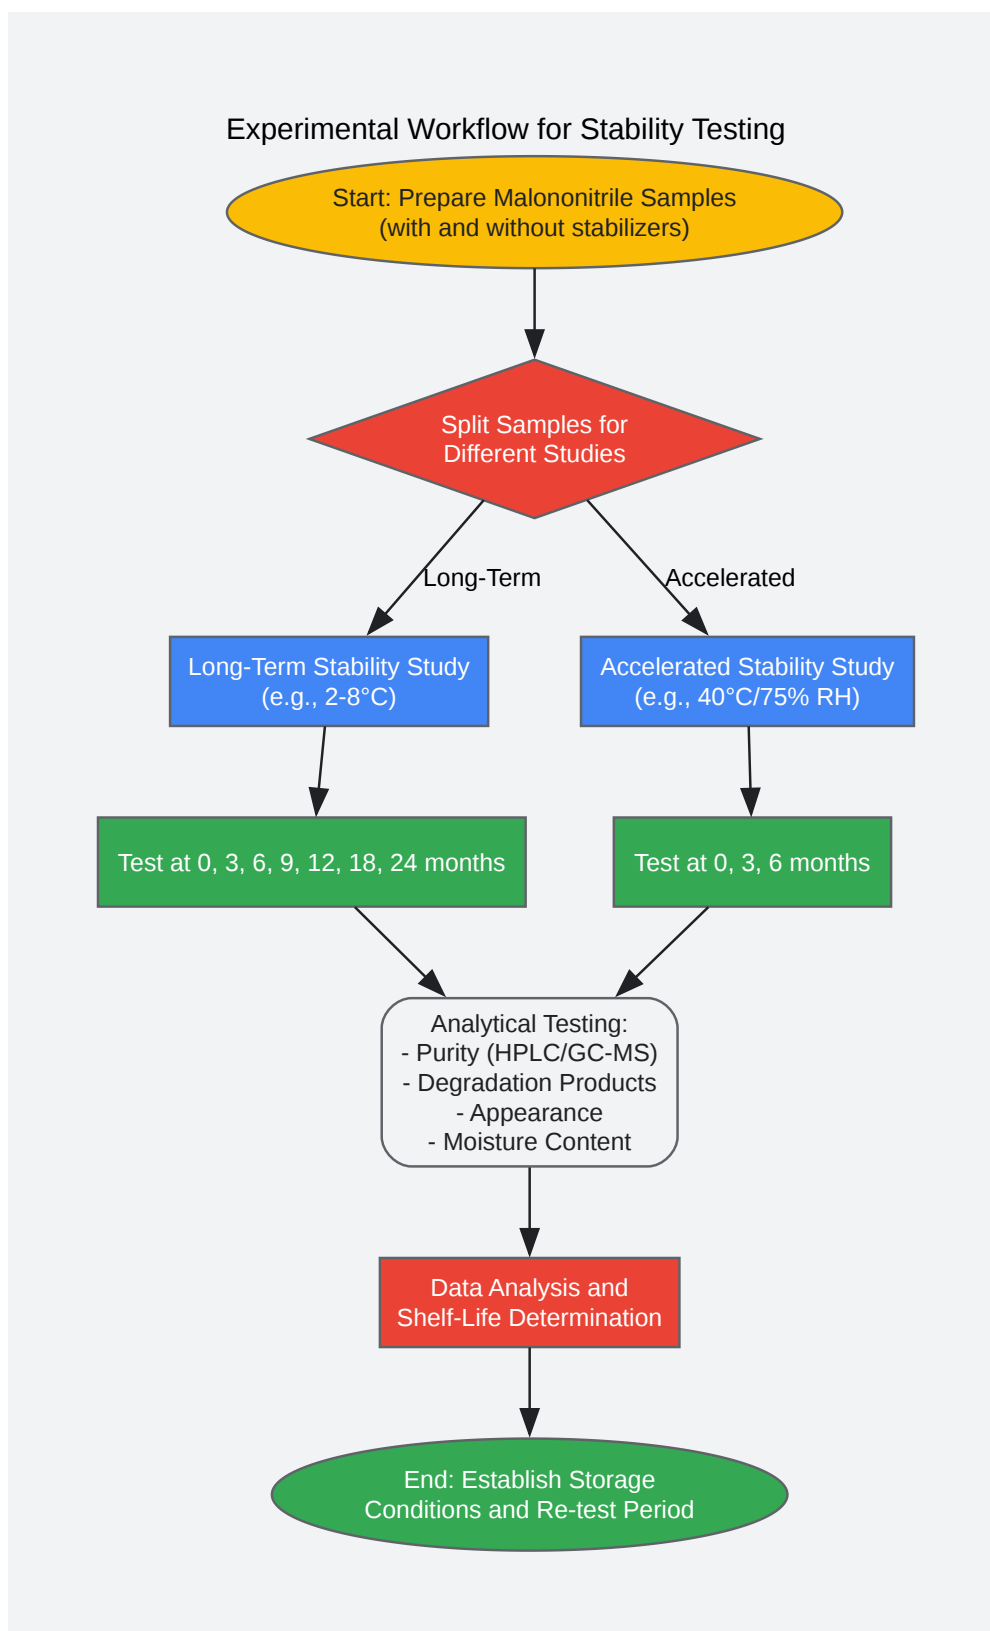 Experimental Workflow for Stability Testing
Start: Prepare Malononitrile Samples
(with and without stabilizers)
Split Samples for
Different Studies
Long-Term
Accelerated
Long-Term Stability Study
(e.g., 2-8°C)
Accelerated Stability Study
(e.g., 40°C/75% RH)
Test at 0, 3, 6, 9, 12, 18, 24 months
Test at 0, 3, 6 months
Analytical Testing:
- Purity (HPLC/GC-MS)
- Degradation Products
- Appearance
- Moisture Content
Data Analysis and
Shelf-Life Determination
End: Establish Storage
Conditions and Re-test Period